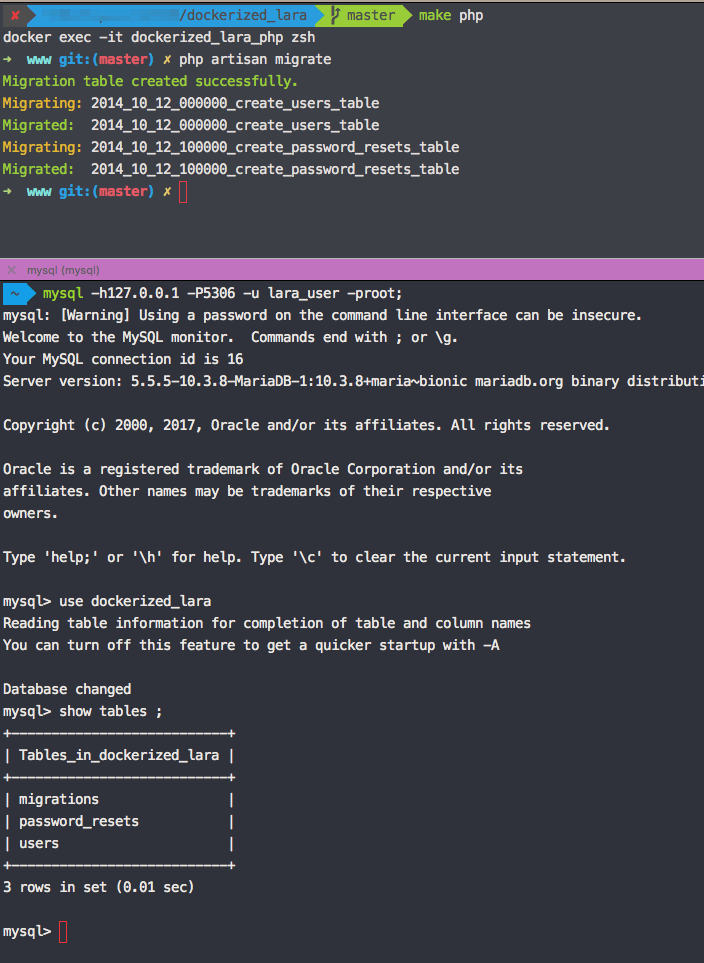 ✘ /dockerized_lara master make php
docker exec -it dockerized_lara_php zsh
➜ www git:(master) ✗ php artisan migrate
Migration table created successfully.
Migrating: 2014_10_12_000000_create_users_table
Migrated:  2014_10_12_000000_create_users_table
Migrating: 2014_10_12_100000_create_password_resets_table
Migrated:  2014_10_12_100000_create_password_resets_table
➜ www git:(master) ✗
mysql (mysql)
~ mysql -h127.0.0.1 -P5306 -u lara_user -proot;
mysql: [Warning] Using a password on the command line interface can be insecure.
Welcome to the MySQL monitor.  Commands end with ; or \g.
Your MySQL connection id is 16
Server version: 5.5.5-10.3.8-MariaDB-1:10.3.8+maria~bionic mariadb.org binary distributi
Copyright (c) 2000, 2017, Oracle and/or its affiliates. All rights reserved.
Oracle is a registered trademark of Oracle Corporation and/or its
affiliates. Other names may be trademarks of their respective
owners.
Type 'help;' or '\h' for help. Type '\c' to clear the current input statement.
mysql> use dockerized_lara
Reading table information for completion of table and column names
You can turn off this feature to get a quicker startup with -A
Database changed
mysql> show tables ;
+---------------------------+
| Tables_in_dockerized_lara |
+---------------------------+
| migrations                |
| password_resets           |
| users                     |
+---------------------------+
3 rows in set (0.01 sec)
mysql>